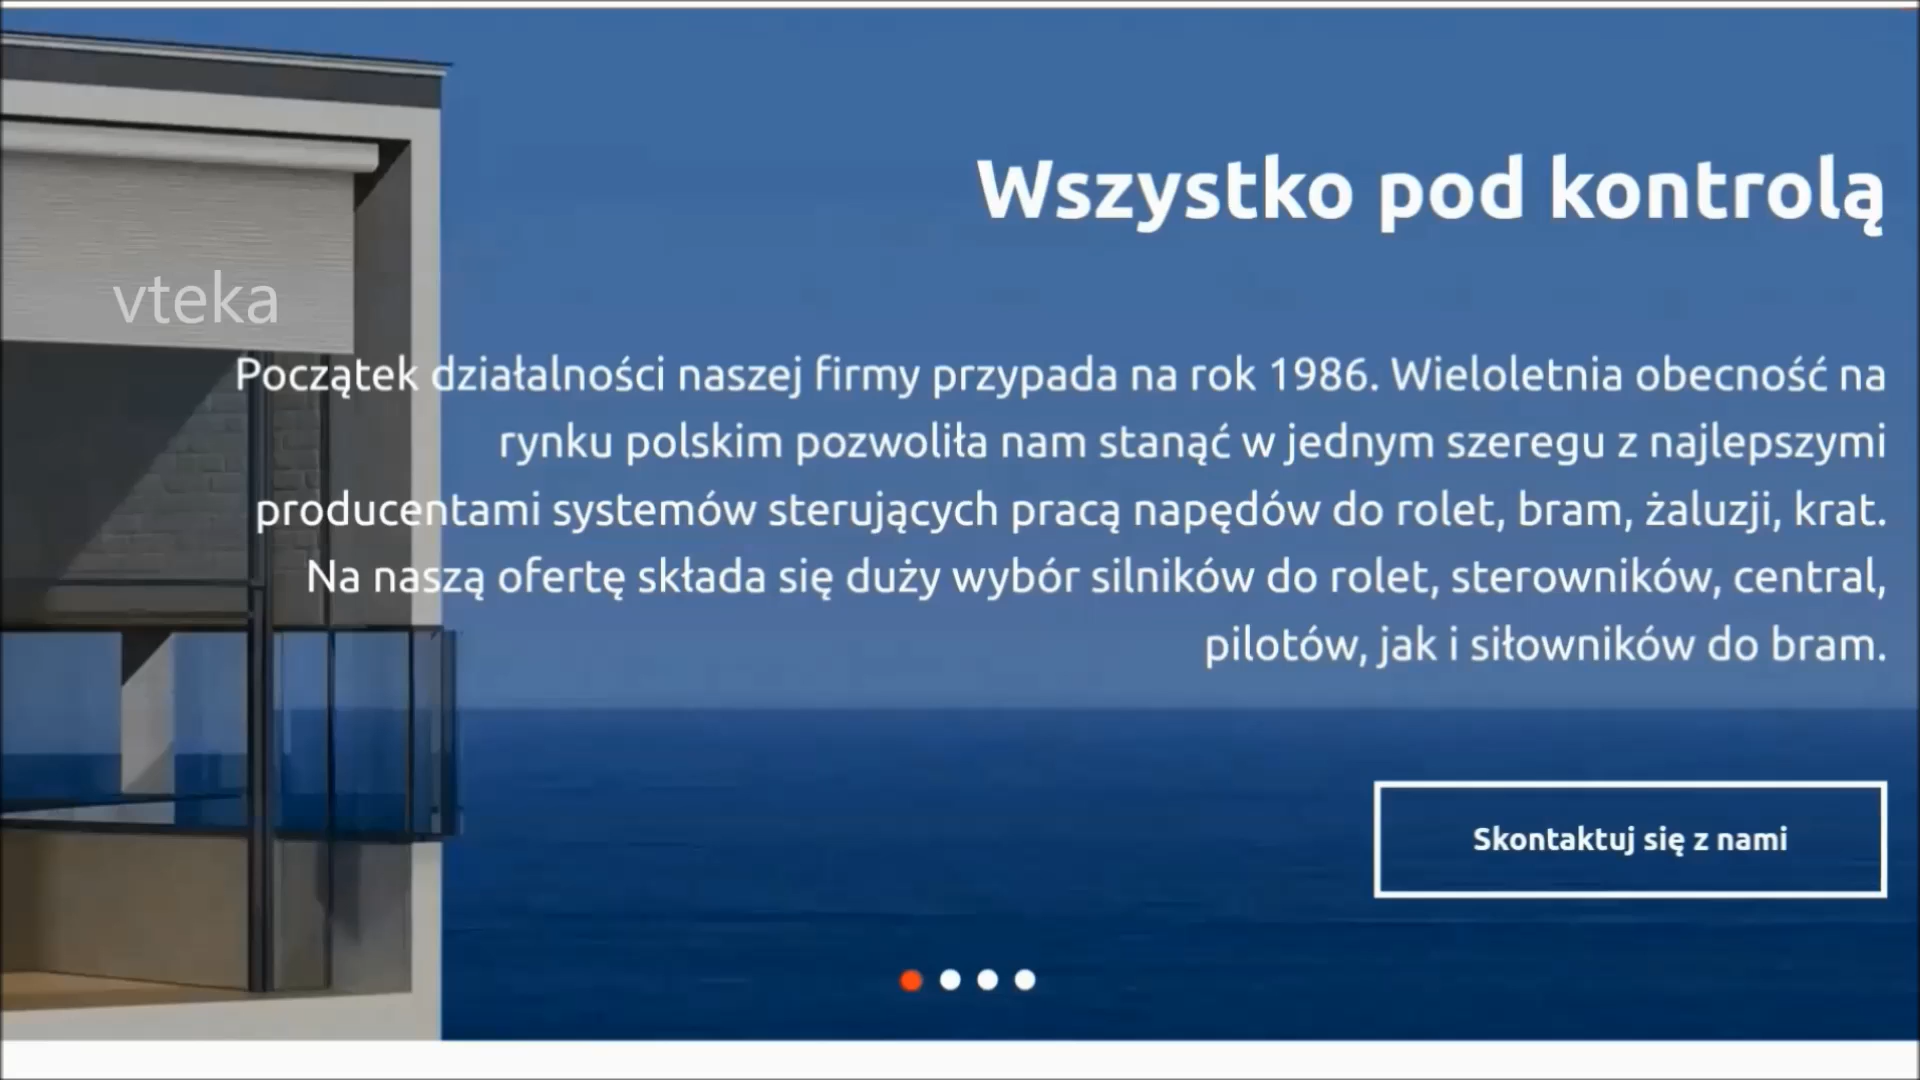 Wszystko pod kontrolą
vteka
Początek działalności naszej firmy przypada na rok 1986. Wieloletnia obecność na
rynku polskim pozwoliła nam stanąć w jednym szeregu z najlepszymi
producentami systemów sterujących pracą napędów do rolet, bram, żaluzji, krat.
Na naszą ofertę składa się duży wybór silników do rolet, sterowników, central,
pilotów, jak i siłowników do bram.
Skontaktuj się z nami